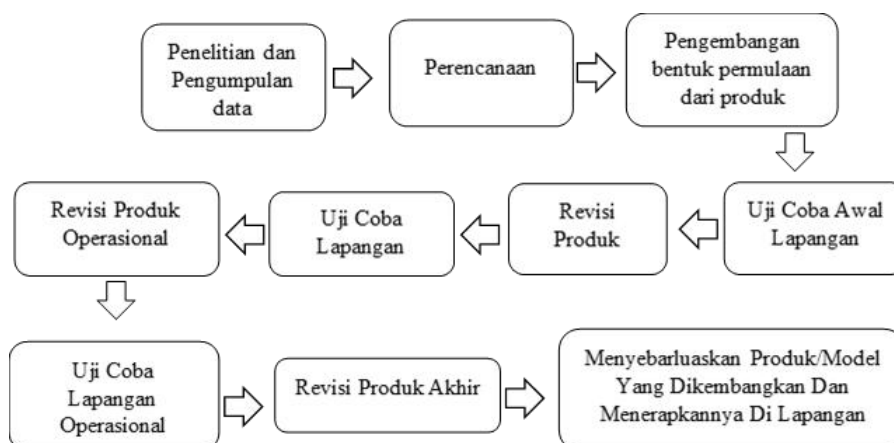 Penelitian dan
Pengumpulan
data
Perencanaan
Pengembangan
bentuk permulaan
dari produk
Uji Coba Awal
Lapangan
Revisi
Produk
Uji Coba
Lapangan
Revisi Produk
Operasional
Uji Coba
Lapangan
Operasional
Revisi Produk Akhir
Menyebarluaskan Produk/Model
Yang Dikembangkan Dan
Menerapkannya Di Lapangan